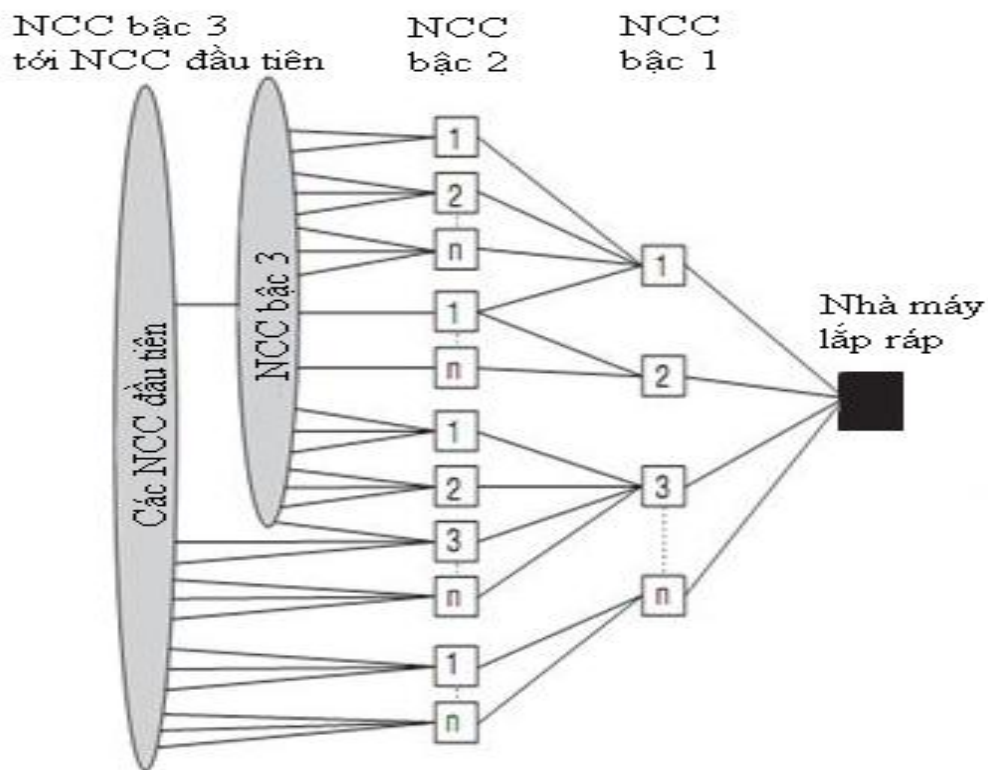 NCC bậc 3
tới NCC đầu tiên
NCC
bậc 2
NCC
bậc 1
Các NCC đầu tiên
NCC bậc 3
1
2
n
1
n
1
2
3
n
1
n
1
2
3
n
Nhà máy
lắp ráp